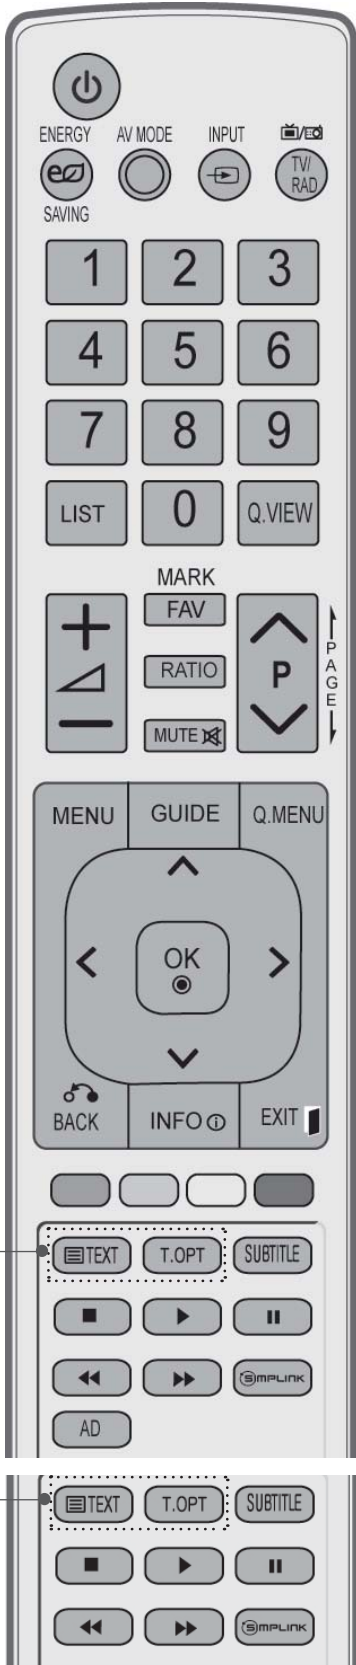 ENERGY AV MODE INPUT
TV/
RAD
SAVING
1 2 3
4 5 6
7 8 9
LIST 0 Q.VIEW
MARK
FAV
RATIO P PAGE
MUTE
MENU GUIDE Q.MENU
OK
BACK INFO EXIT
TEXT T.OPT SUBTITLE
SIMPLINK
AD
TEXT T.OPT SUBTITLE
SIMPLINK